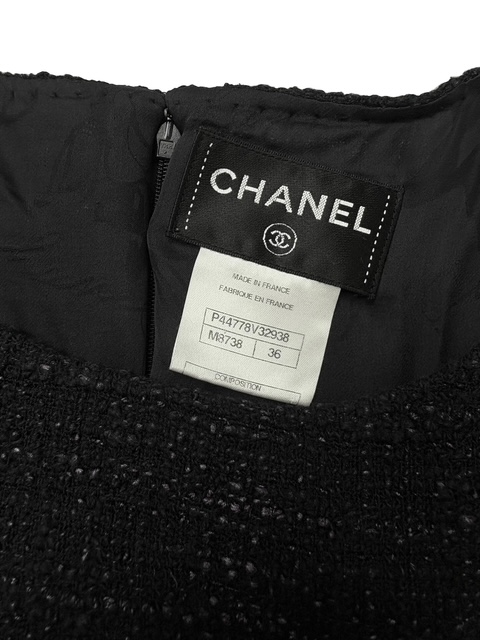 CHANEL
MADE IN FRANCE
FABRIQUE EN FRANCE
P44778V32938
M8738 36
COMPOSITION